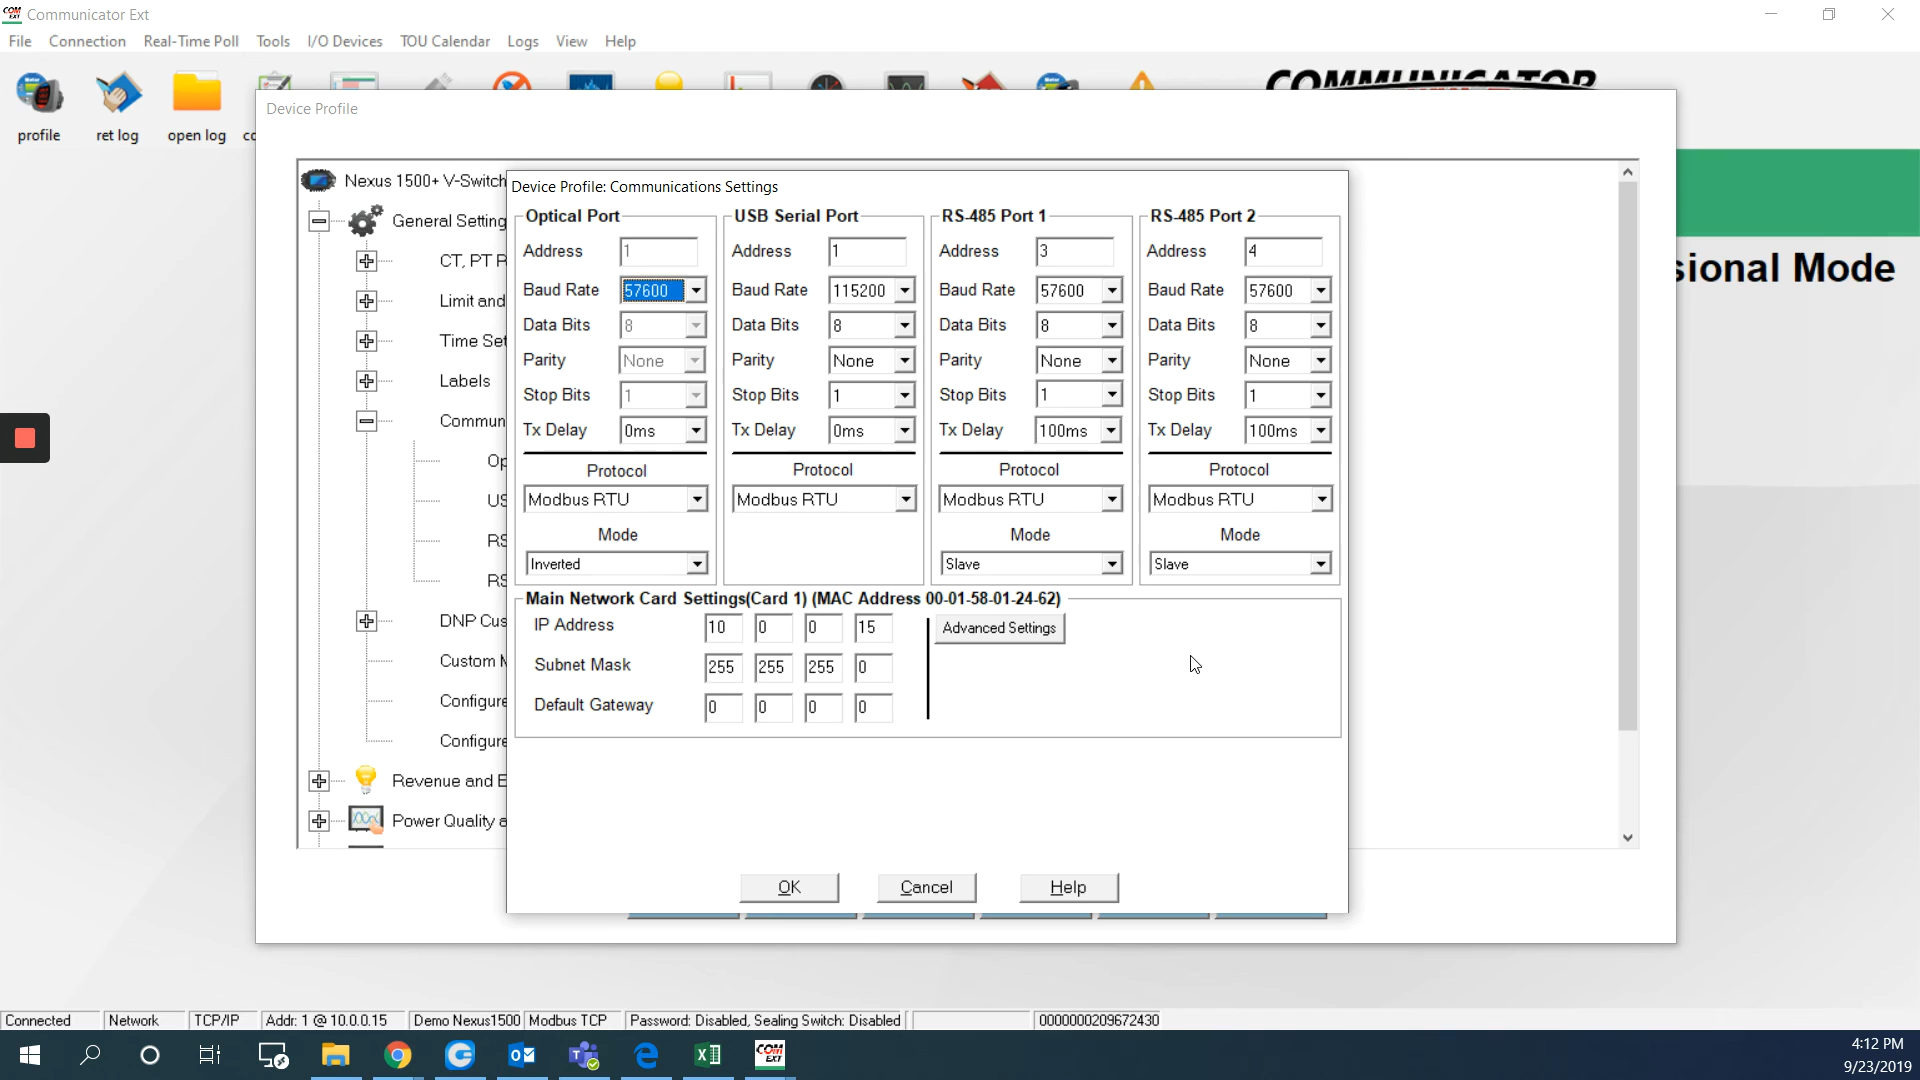 Communicator Ext
File Connection Real-Time Poll Tools I/O Devices TOU Calendar Logs View Help
profile ret log open log
COMMUNICATOR
sional Mode
Device Profile
Nexus 1500+ V-Switch
General Setting
CT, PT R
Limit and
Time Set
Labels
Commun
Op
US
RS
RS
DNP Cus
Custom M
Configure
Configure
Revenue and E
Power Quality a
Device Profile: Communications Settings
Optical Port USB Serial Port RS-485 Port 1 RS-485 Port 2
Address 1 Address 1 Address 3 Address 4
Baud Rate 57600 Baud Rate 115200 Baud Rate 57600 Baud Rate 57600
Data Bits 8 Data Bits 8 Data Bits 8 Data Bits 8
Parity None Parity None Parity None Parity None
Stop Bits 1 Stop Bits 1 Stop Bits 1 Stop Bits 1
Tx Delay 0ms Tx Delay 0ms Tx Delay 100ms Tx Delay 100ms
Protocol Protocol Protocol Protocol
Modbus RTU Modbus RTU Modbus RTU Modbus RTU
Mode Mode Mode
Inverted Slave Slave
Main Network Card Settings(Card 1) (MAC Address 00-01-58-01-24-62)
IP Address 10 0 0 15 Advanced Settings
Subnet Mask 255 255 255 0
Default Gateway 0 0 0 0
OK Cancel Help
Connected Network TCP/IP Addr: 1 @ 10.0.0.15 Demo Nexus1500 Modbus TCP Password: Disabled, Sealing Switch: Disabled 0000000209672430
COM EXT
4:12 PM
9/23/2019